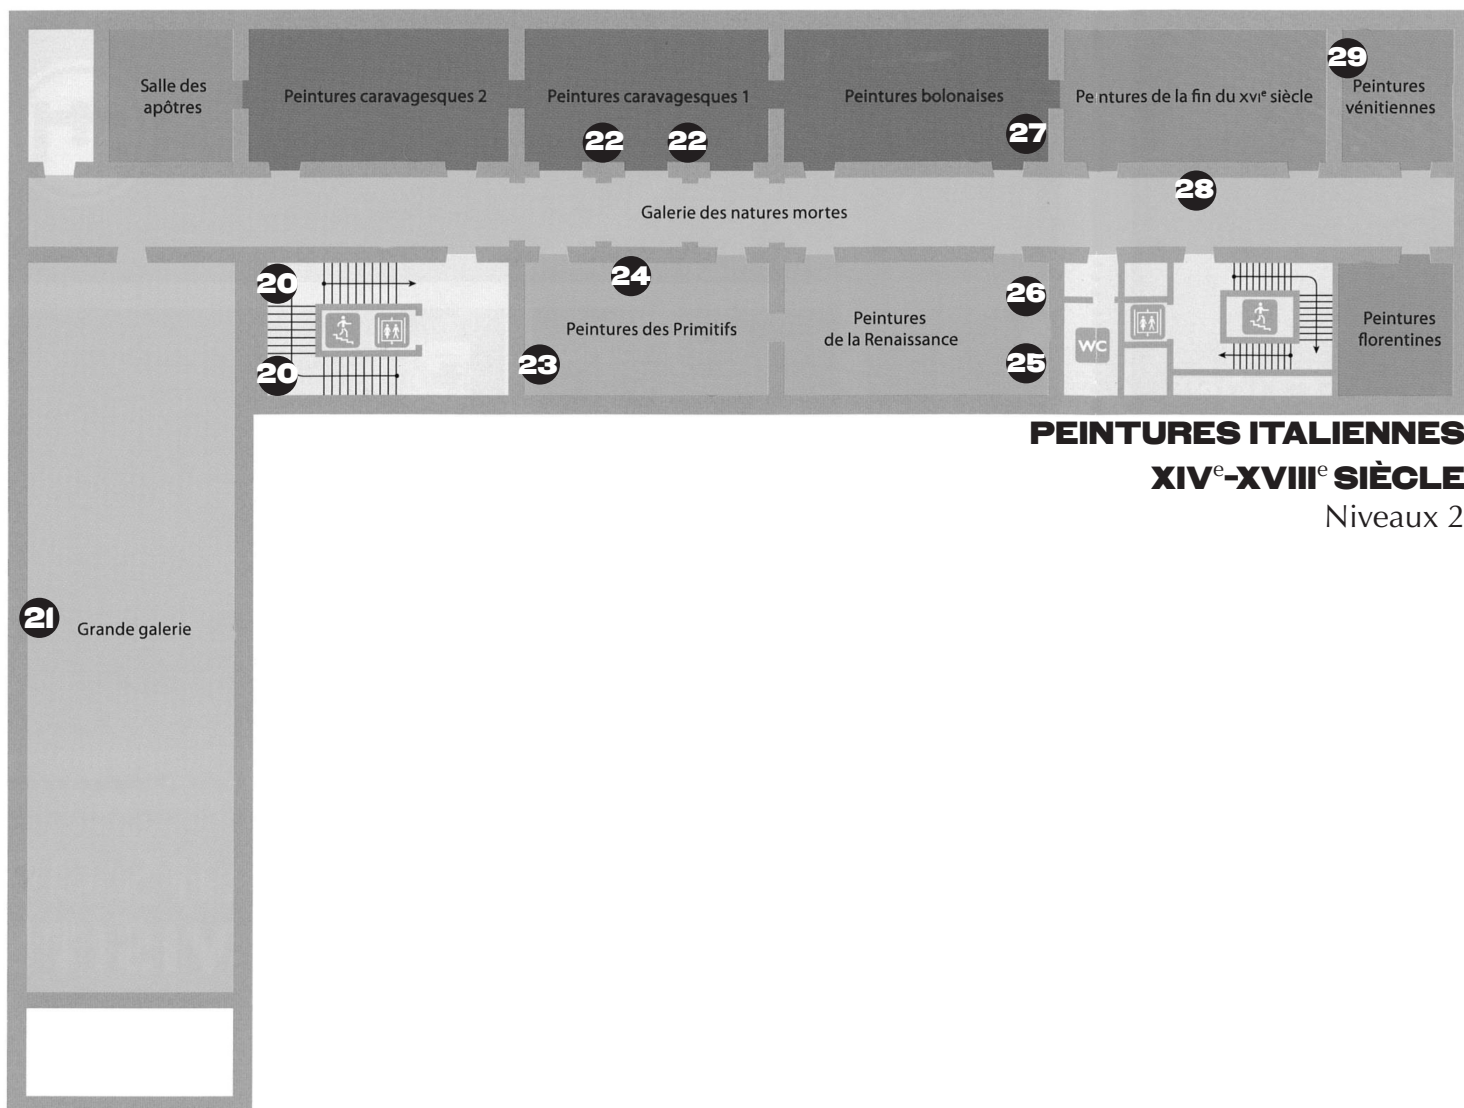 Salle des
apôtres
Peintures caravagesques 2
Peintures caravagesques 1
Peintures bolonaises
Peintures de la fin du XVIe siècle
29
Peintures
vénitiennes
22
22
27
28
Galerie des natures mortes
20
24
26
Peintures des Primitifs
Peintures
de la Renaissance
WC
Peintures
florentines
20
23
25
PEINTURES ITALIENNES
XIVe-XVIIIe SIÈCLE
Niveaux 2
21
Grande galerie